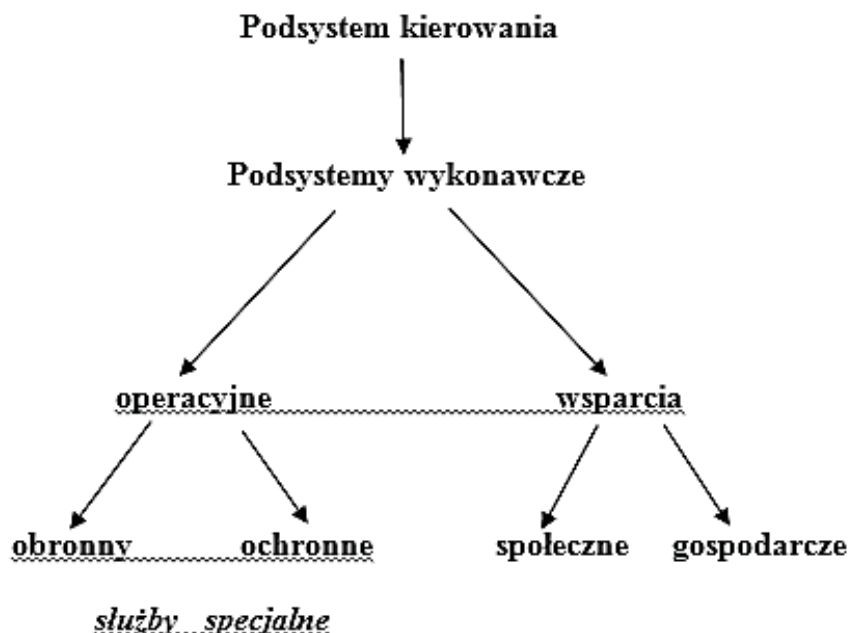 Podsystem kierowania
Podsystemy wykonawcze
operacyjne wsparcia
obronny ochronne społeczne gospodarcze
służby specjalne